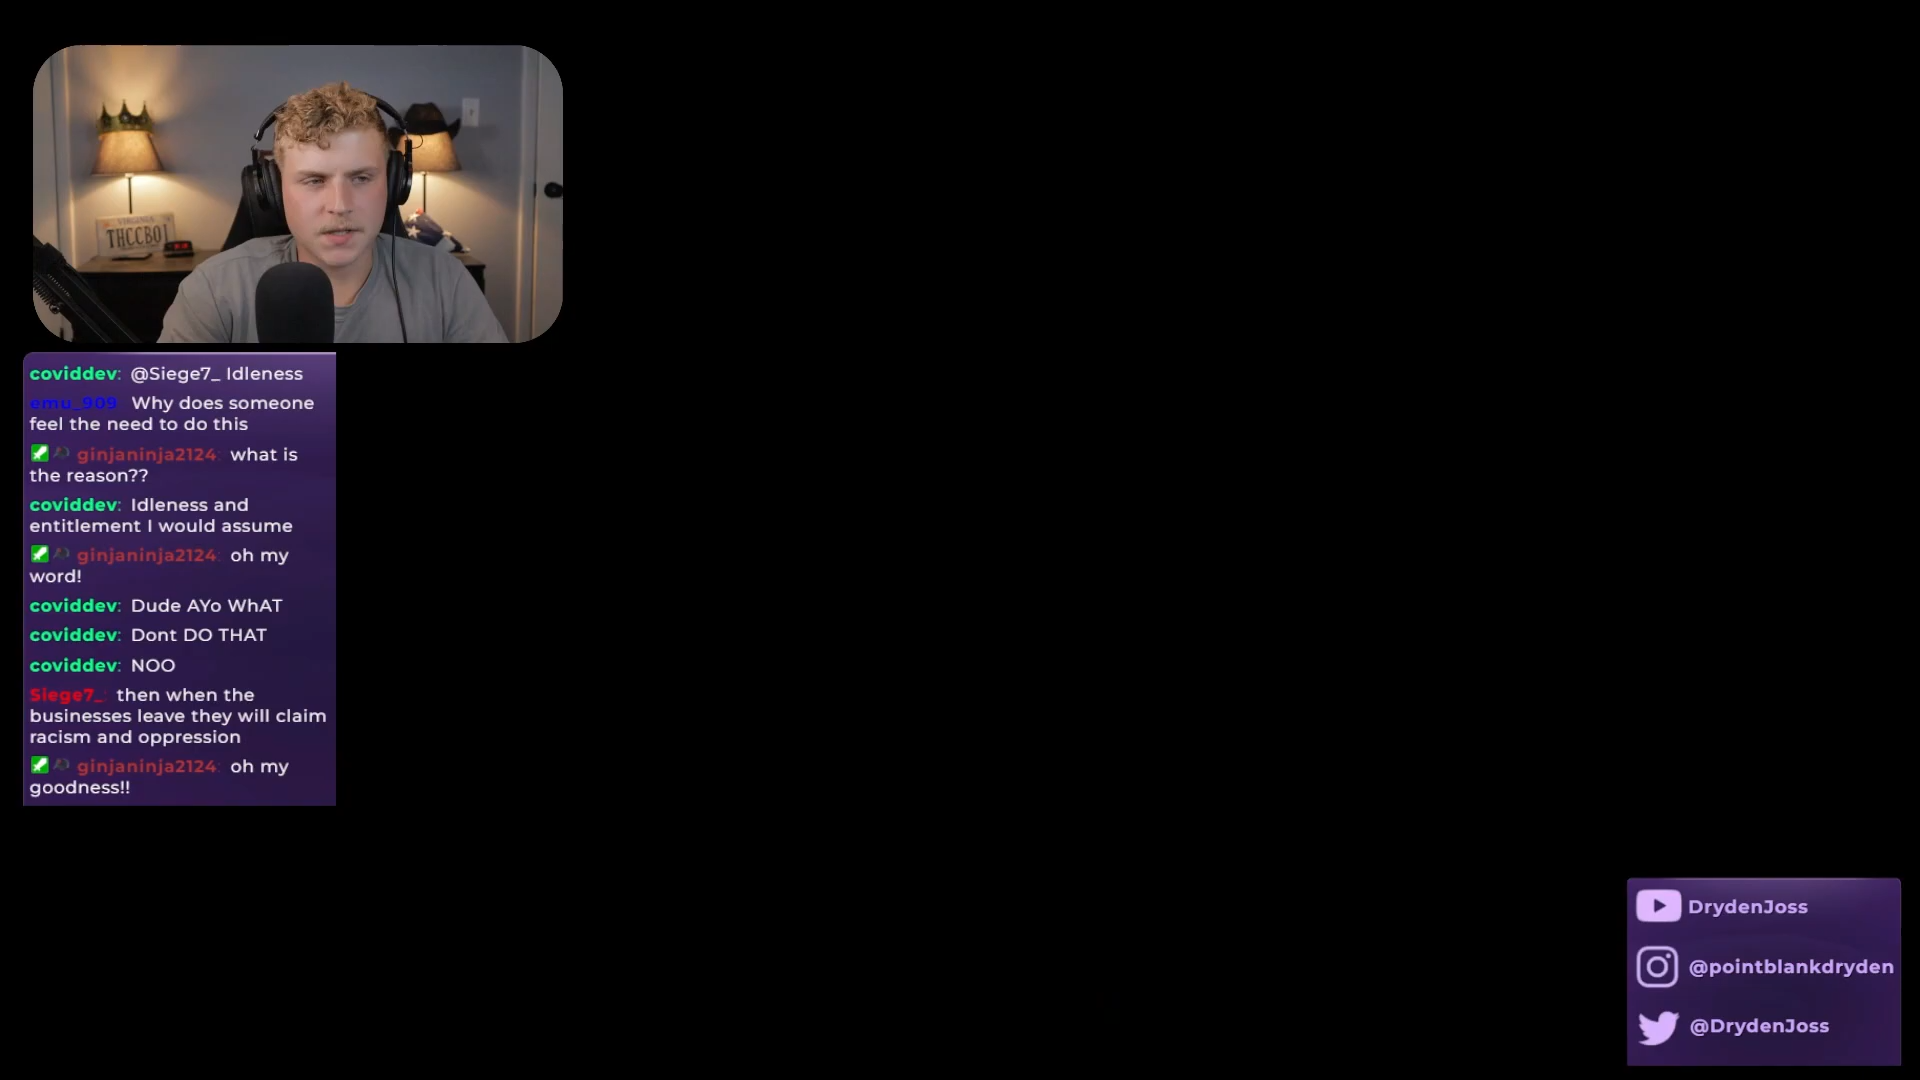 VIRGINIA
THCCBOI
coviddev: @Siege7_ Idleness
emu_909 Why does someone
feel the need to do this
ginjaninja2124: what is
the reason??
coviddev: Idleness and
entitlement I would assume
ginjaninja2124: oh my
word!
coviddev: Dude AYo WhAT
coviddev: Dont DO THAT
coviddev: NOO
Siege7_: then when the
businesses leave they will claim
racism and oppression
ginjaninja2124: oh my
goodness!!
DrydenJoss
@pointblankdryden
@DrydenJoss